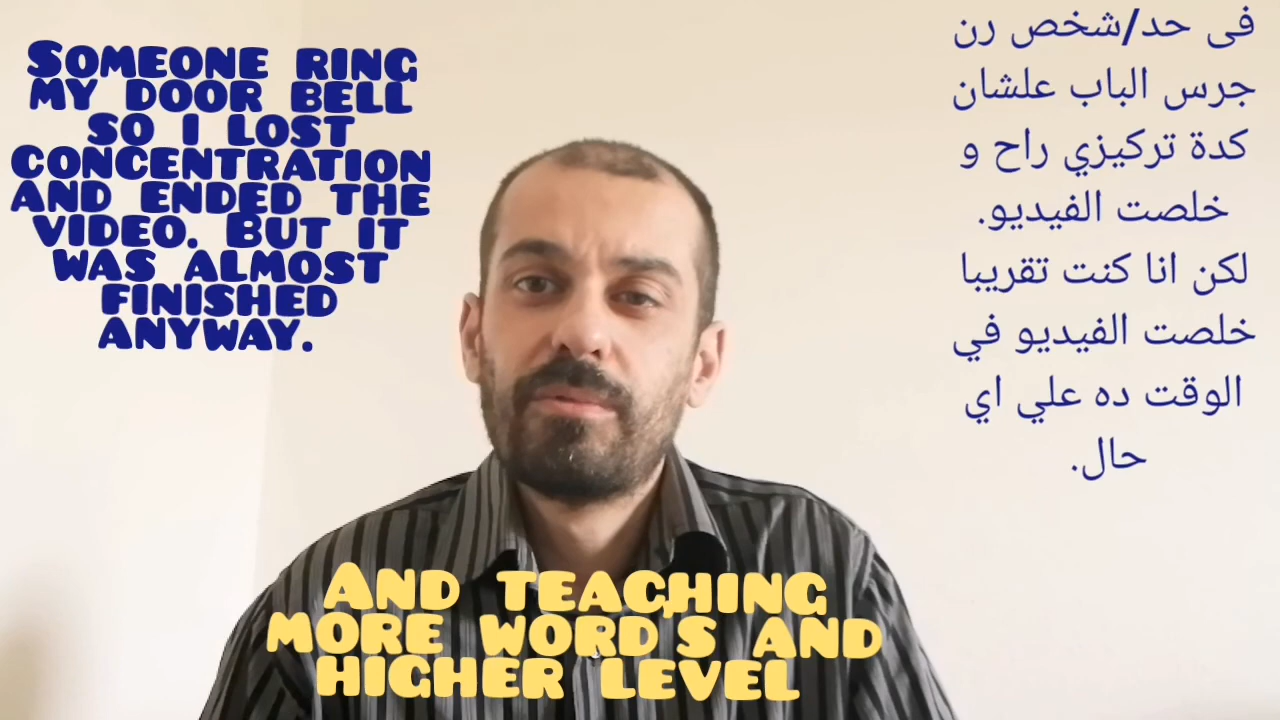 Someone ring
my door bell
so i lost
concentration
and ended the
video. But it
was almost
finished
anyway.
فى حد/شخص رن
جرس الباب علشان
كدة تركيزي راح و
خلصت الفيديو.
لكن انا كنت تقريبا
خلصت الفيديو في
الوقت ده علي اي
حال.
And teaching
more word's and
higher level